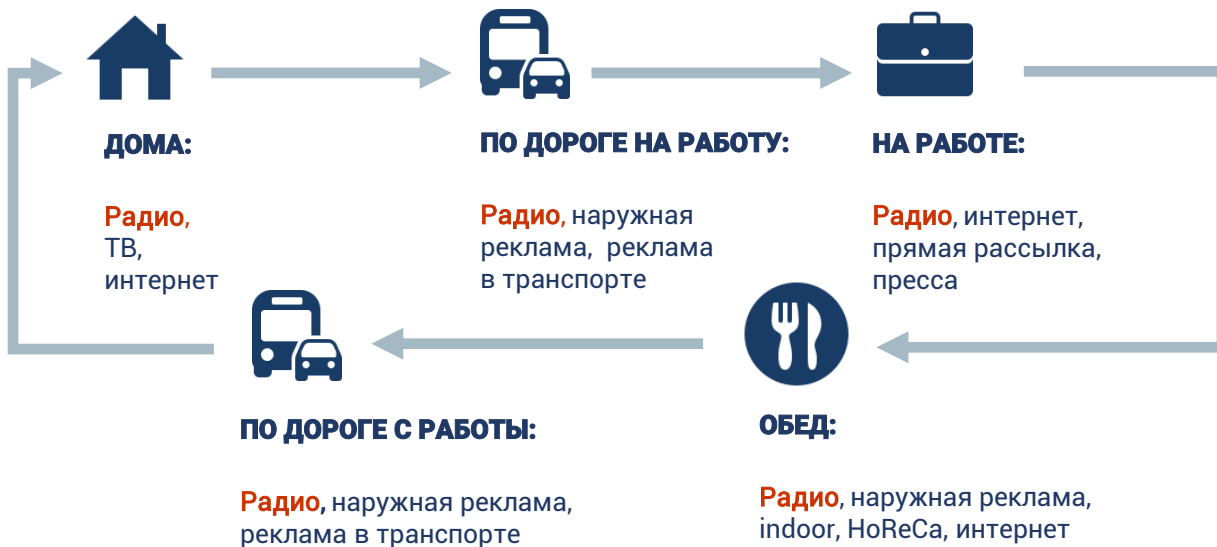 ДОМА:
Радио,
ТВ,
интернет
ПО ДОРОГЕ НА РАБОТУ:
Радио, наружная
реклама, реклама
в транспорте
НА РАБОТЕ:
Радио, интернет,
прямая рассылка,
пресса
ПО ДОРОГЕ С РАБОТЫ:
Радио, наружная реклама,
реклама в транспорте
ОБЕД:
Радио, наружная реклама,
indoor, HoReCa, интернет